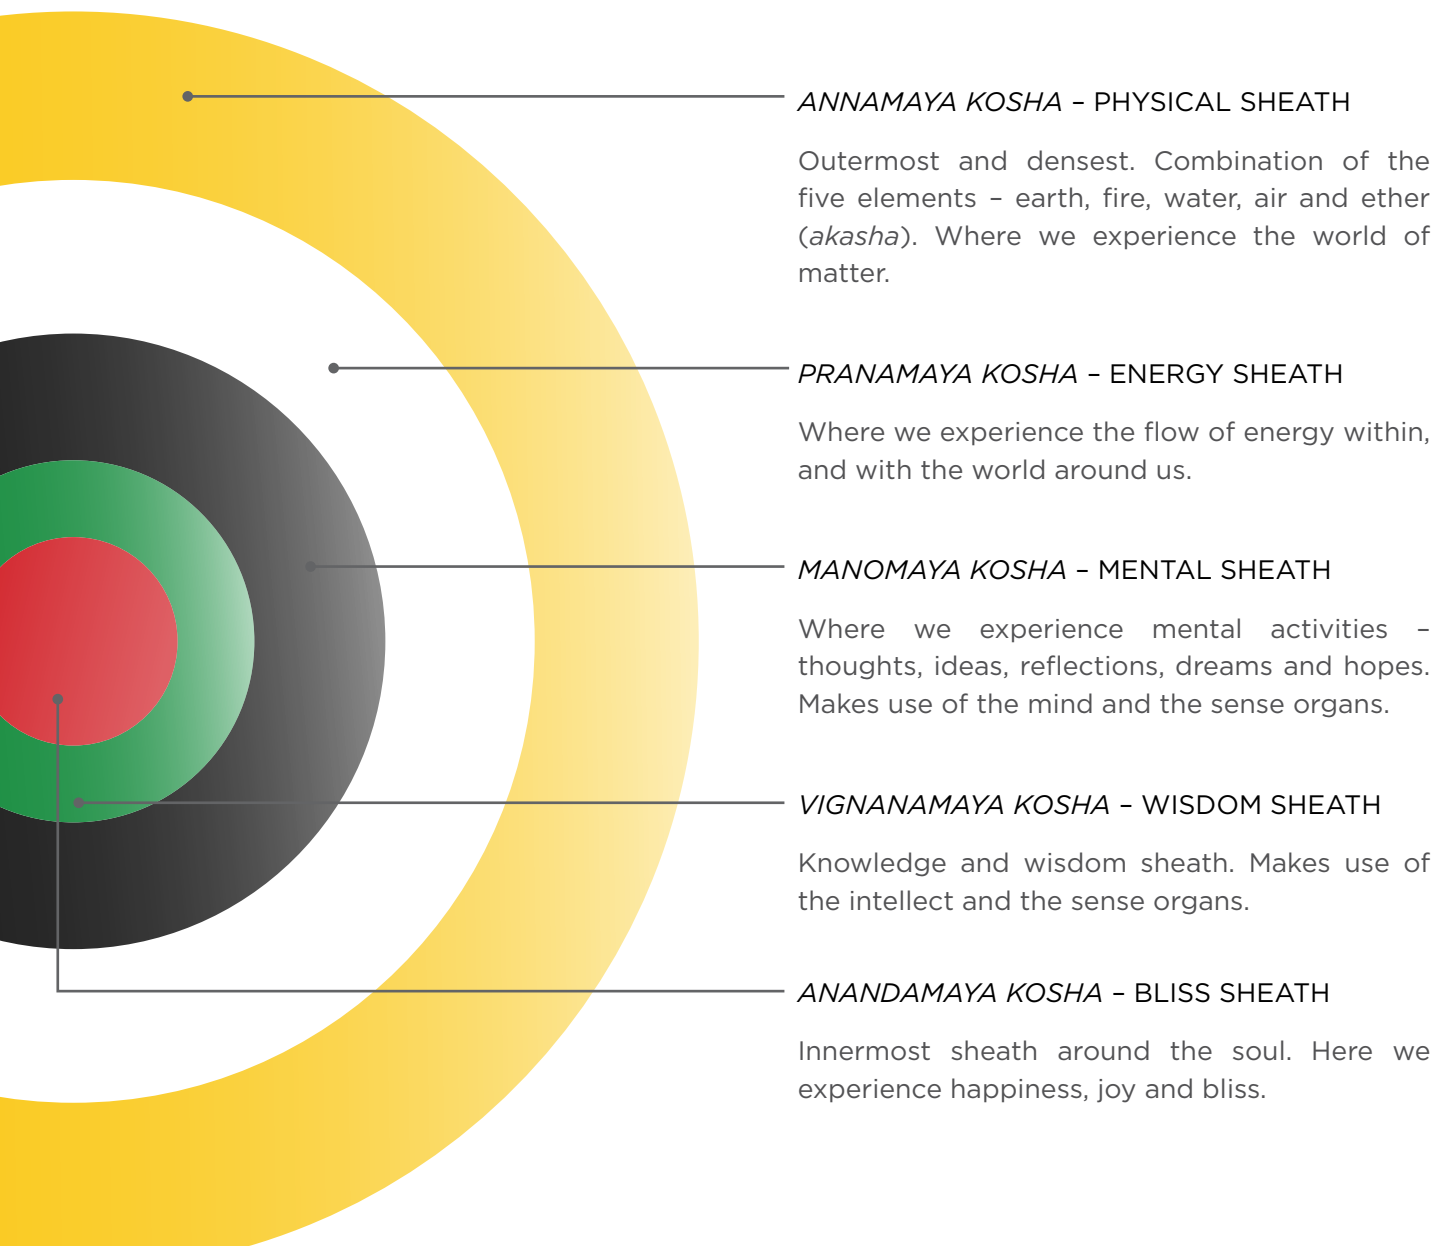 ANNAMAYA KOSHA – PHYSICAL SHEATH
Outermost and densest. Combination of the
five elements – earth, fire, water, air and ether
(akasha). Where we experience the world of
matter.
PRANAMAYA KOSHA – ENERGY SHEATH
Where we experience the flow of energy within,
and with the world around us.
MANOMAYA KOSHA – MENTAL SHEATH
Where we experience mental activities –
thoughts, ideas, reflections, dreams and hopes.
Makes use of the mind and the sense organs.
VIGNANAMAYA KOSHA – WISDOM SHEATH
Knowledge and wisdom sheath. Makes use of
the intellect and the sense organs.
ANANDAMAYA KOSHA – BLISS SHEATH
Innermost sheath around the soul. Here we
experience happiness, joy and bliss.